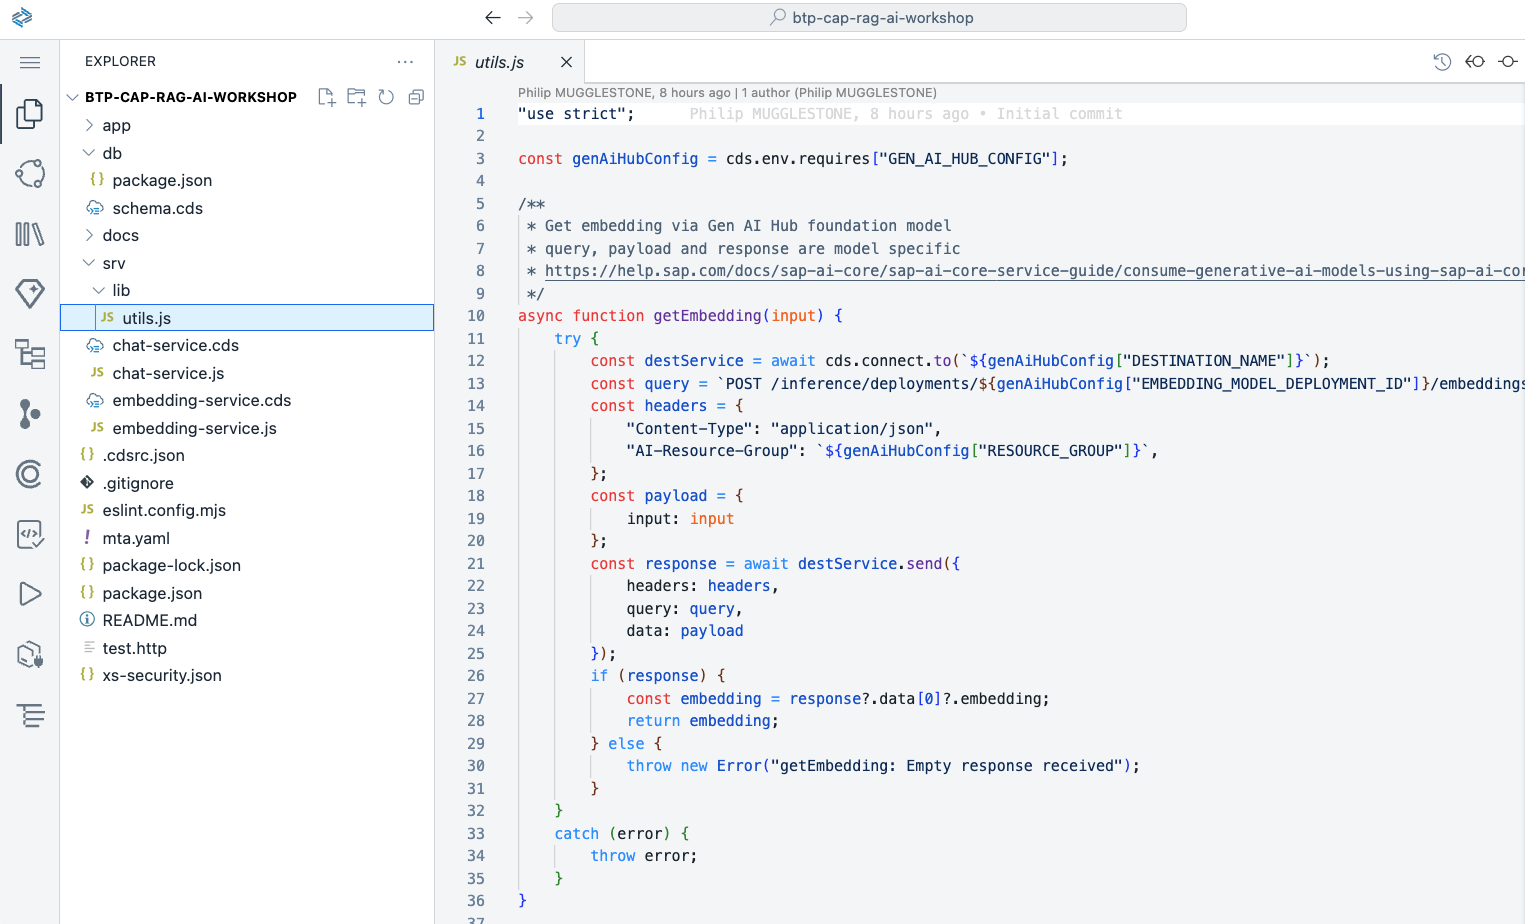 btp-cap-rag-ai-workshop
EXPLORER
BTP-CAP-RAG-AI-WORKSHOP
app
db
{} package.json
schema.cds
docs
srv
lib
JS utils.js
chat-service.cds
JS chat-service.js
embedding-service.cds
JS embedding-service.js
{} .cdsrc.json
.gitignore
JS eslint.config.mjs
! mta.yaml
{} package-lock.json
{} package.json
README.md
test.http
{} xs-security.json
JS utils.js
Philip MUGGLESTONE, 8 hours ago | 1 author (Philip MUGGLESTONE)
1 "use strict"; Philip MUGGLESTONE, 8 hours ago • Initial commit
2
3 const genAiHubConfig = cds.env.requires["GEN_AI_HUB_CONFIG"];
4
5 /**
6 * Get embedding via Gen AI Hub foundation model
7 * query, payload and response are model specific
8 * https://help.sap.com/docs/sap-ai-core/sap-ai-core-service-guide/consume-generative-ai-models-using-sap-ai-cor
9 */
10 async function getEmbedding(input) {
11 try {
12 const destService = await cds.connect.to(`${genAiHubConfig["DESTINATION_NAME"]}`);
13 const query = `POST /inference/deployments/${genAiHubConfig["EMBEDDING_MODEL_DEPLOYMENT_ID"]}/embeddings
14 const headers = {
15 "Content-Type": "application/json",
16 "AI-Resource-Group": `${genAiHubConfig["RESOURCE_GROUP"]}`,
17 };
18 const payload = {
19 input: input
20 };
21 const response = await destService.send({
22 headers: headers,
23 query: query,
24 data: payload
25 });
26 if (response) {
27 const embedding = response?.data[0]?.embedding;
28 return embedding;
29 } else {
30 throw new Error("getEmbedding: Empty response received");
31 }
32 }
33 catch (error) {
34 throw error;
35 }
36 }
37